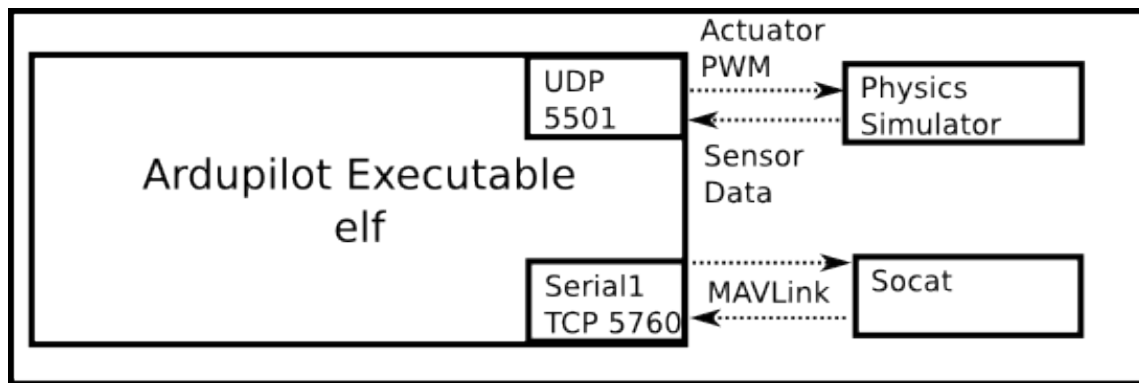 Actuator
PWM
UDP
5501
Physics
Simulator
Sensor
Data
Ardupilot Executable
elf
Serial1
TCP 5760
MAVLink
Socat